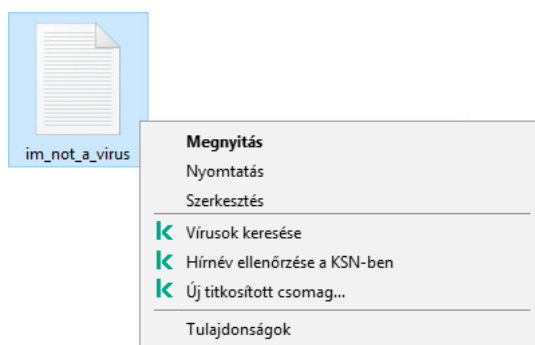 im_not_a_virus
Megnyitás
Nyomtatás
Szerkesztés
Vírusok keresése
Hírnév ellenőrzése a KSN-ben
Új titkosított csomag...
Tulajdonságok